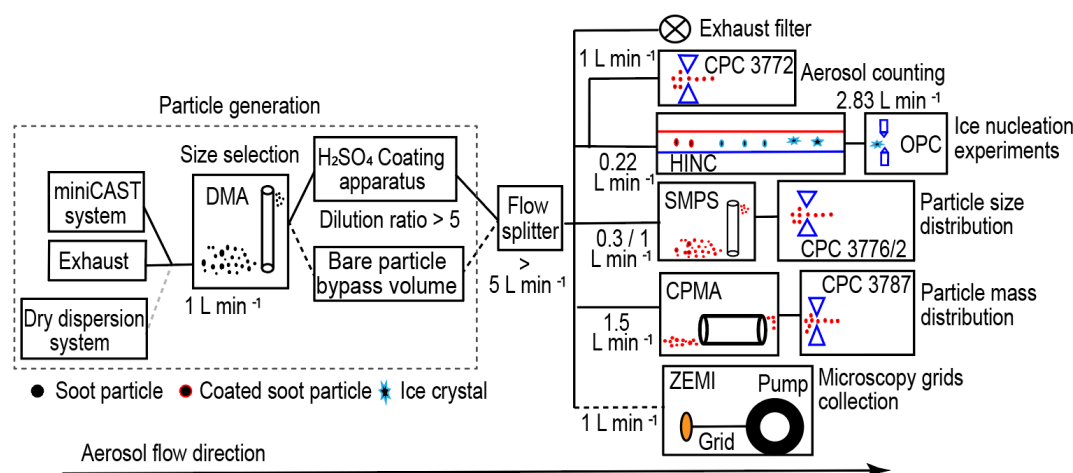 Particle generation
miniCAST
system
Exhaust
Dry dispersion
system
Size selection
DMA
1 L min ⁻¹
H₂SO₄ Coating
apparatus
Dilution ratio > 5
Bare particle
bypass volume
Flow
splitter
>
5 L min ⁻¹
Exhaust filter
1 L min ⁻¹
CPC 3772
Aerosol counting
2.83 L min ⁻¹
0.22
L min ⁻¹
HINC
OPC
Ice nucleation
experiments
0.3 / 1
L min ⁻¹
SMPS
CPC 3776/2
Particle size
distribution
1.5
L min ⁻¹
CPMA
CPC 3787
Particle mass
distribution
1 L min ⁻¹
ZEMI
Pump
Grid
Microscopy grids
collection
Soot particle
Coated soot particle
Ice crystal
Aerosol flow direction